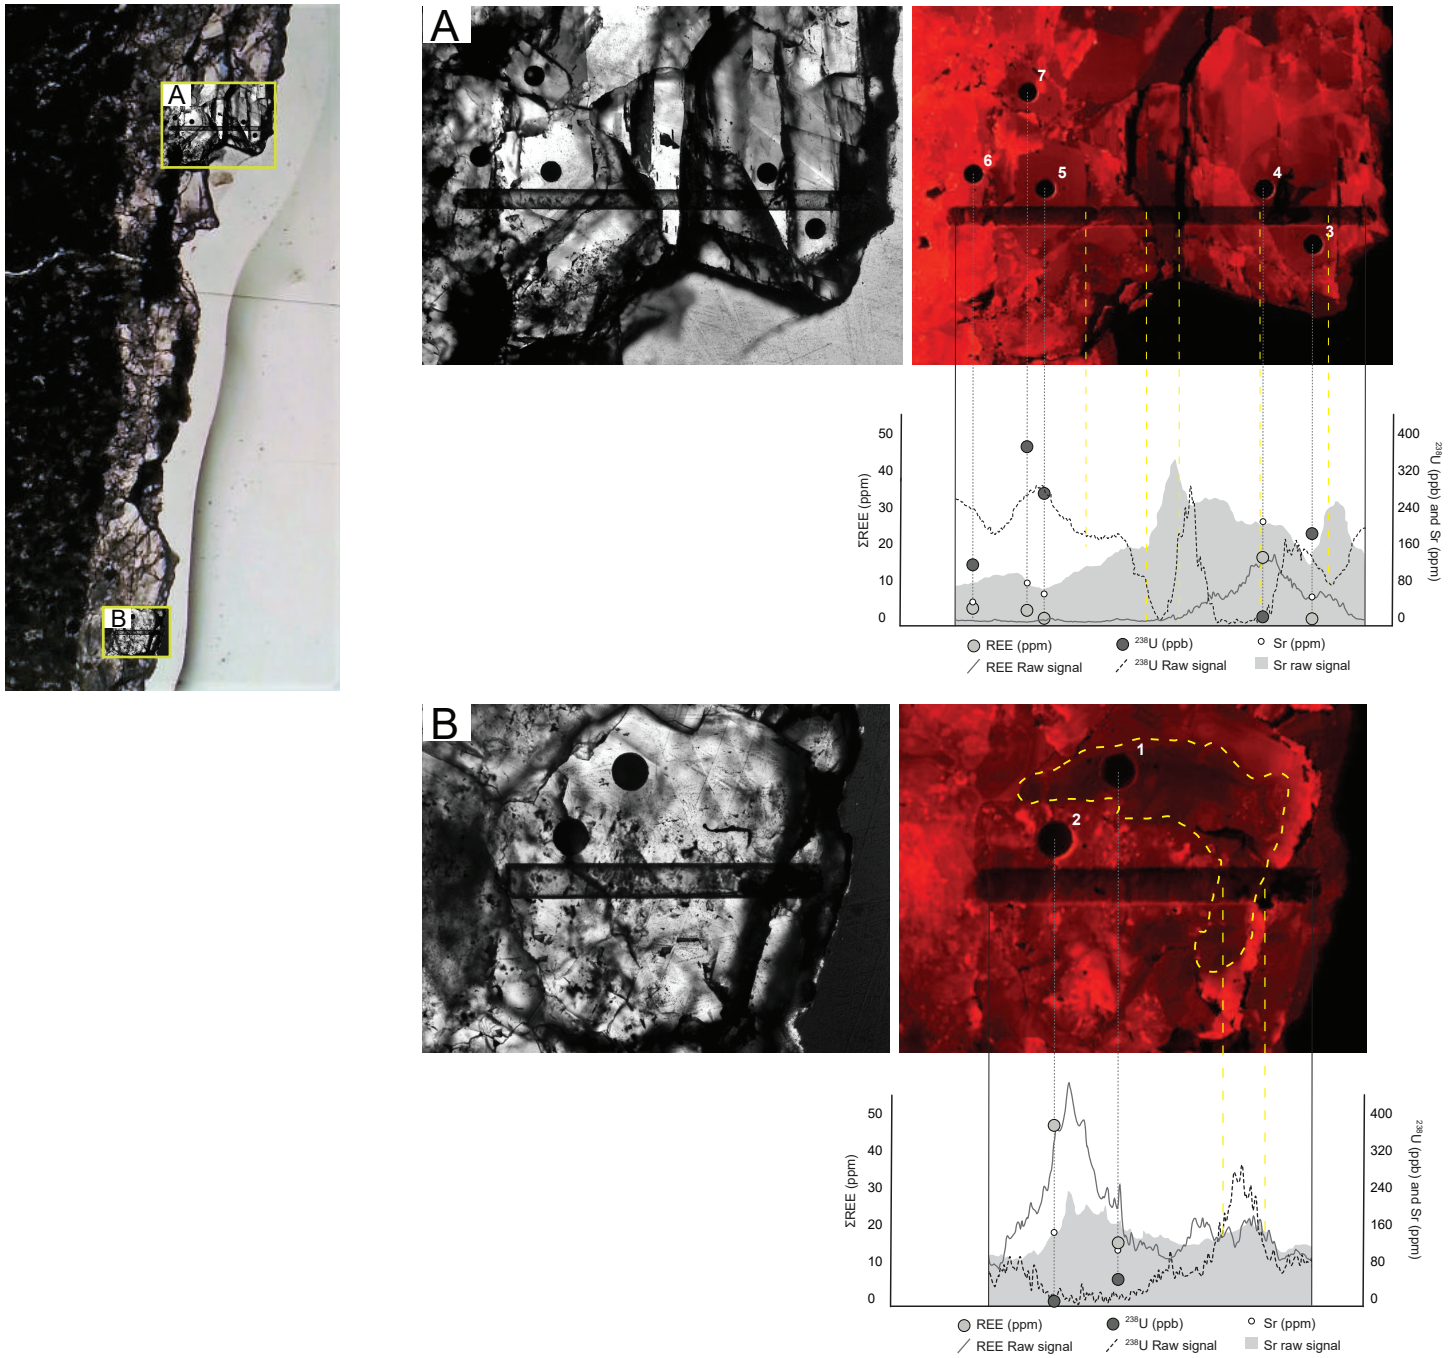 A
B
A
7
6
5
4
3
50
40
30
20
10
0
ΣREE (ppm)
400
320
240
160
80
0
²³⁸U (ppb) and Sr (ppm)
REE (ppm)
²³⁸U (ppb)
Sr (ppm)
REE Raw signal
²³⁸U Raw signal
Sr raw signal
B
1
2
50
40
30
20
10
0
ΣREE (ppm)
400
320
240
160
80
0
²³⁸U (ppb) and Sr (ppm)
REE (ppm)
²³⁸U (ppb)
Sr (ppm)
REE Raw signal
²³⁸U Raw signal
Sr raw signal